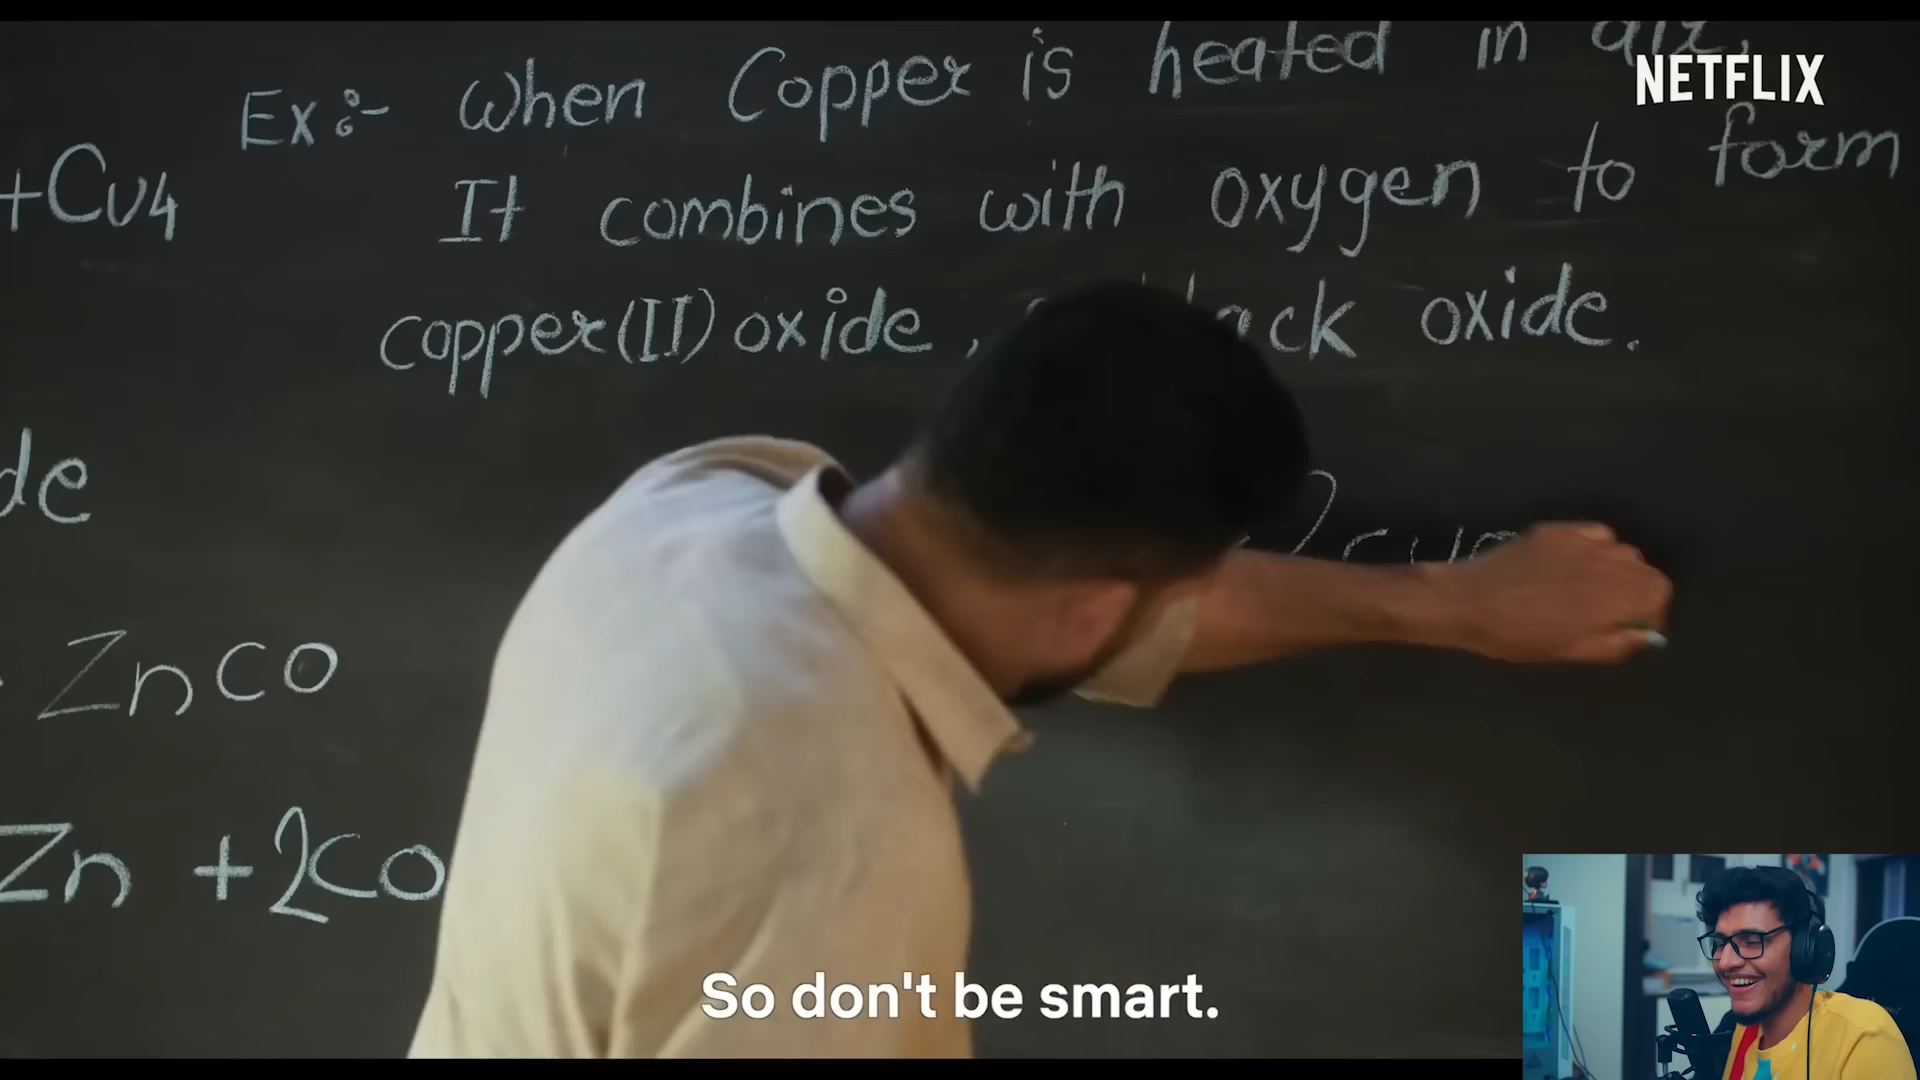 NETFLIX
Ex:- When Copper is heated in air,
+Cu4
It combines with oxygen to form
copper(II) oxide, oxide.
de
2cuo
ZnCO
Zn +2CO
So don't be smart.